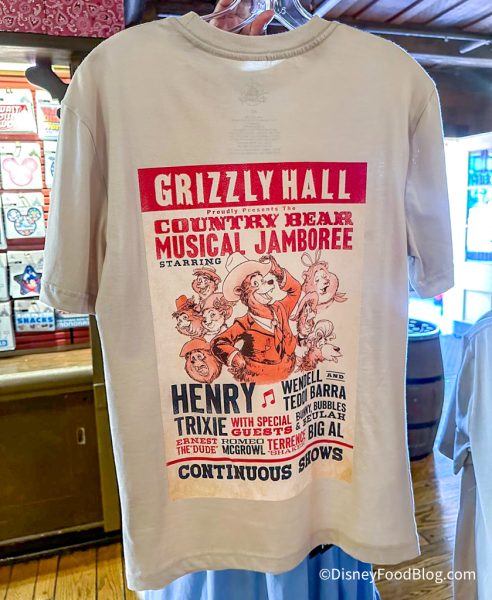 GRIZZLY HALL
Proudly Presents The
COUNTRY BEAR
MUSICAL JAMBOREE
STARRING
HENRY
WENDELL AND
TEDDI BARRA
TRIXIE
WITH SPECIAL
GUESTS
BUNNY, BUBBLES
& BEULAH
ERNEST
THE "DUDE"
ROMEO
MCGROWL
TERRENCE
"SHAKER"
BIG AL
CONTINUOUS SHOWS
SNACKS
©DisneyFoodBlog.com